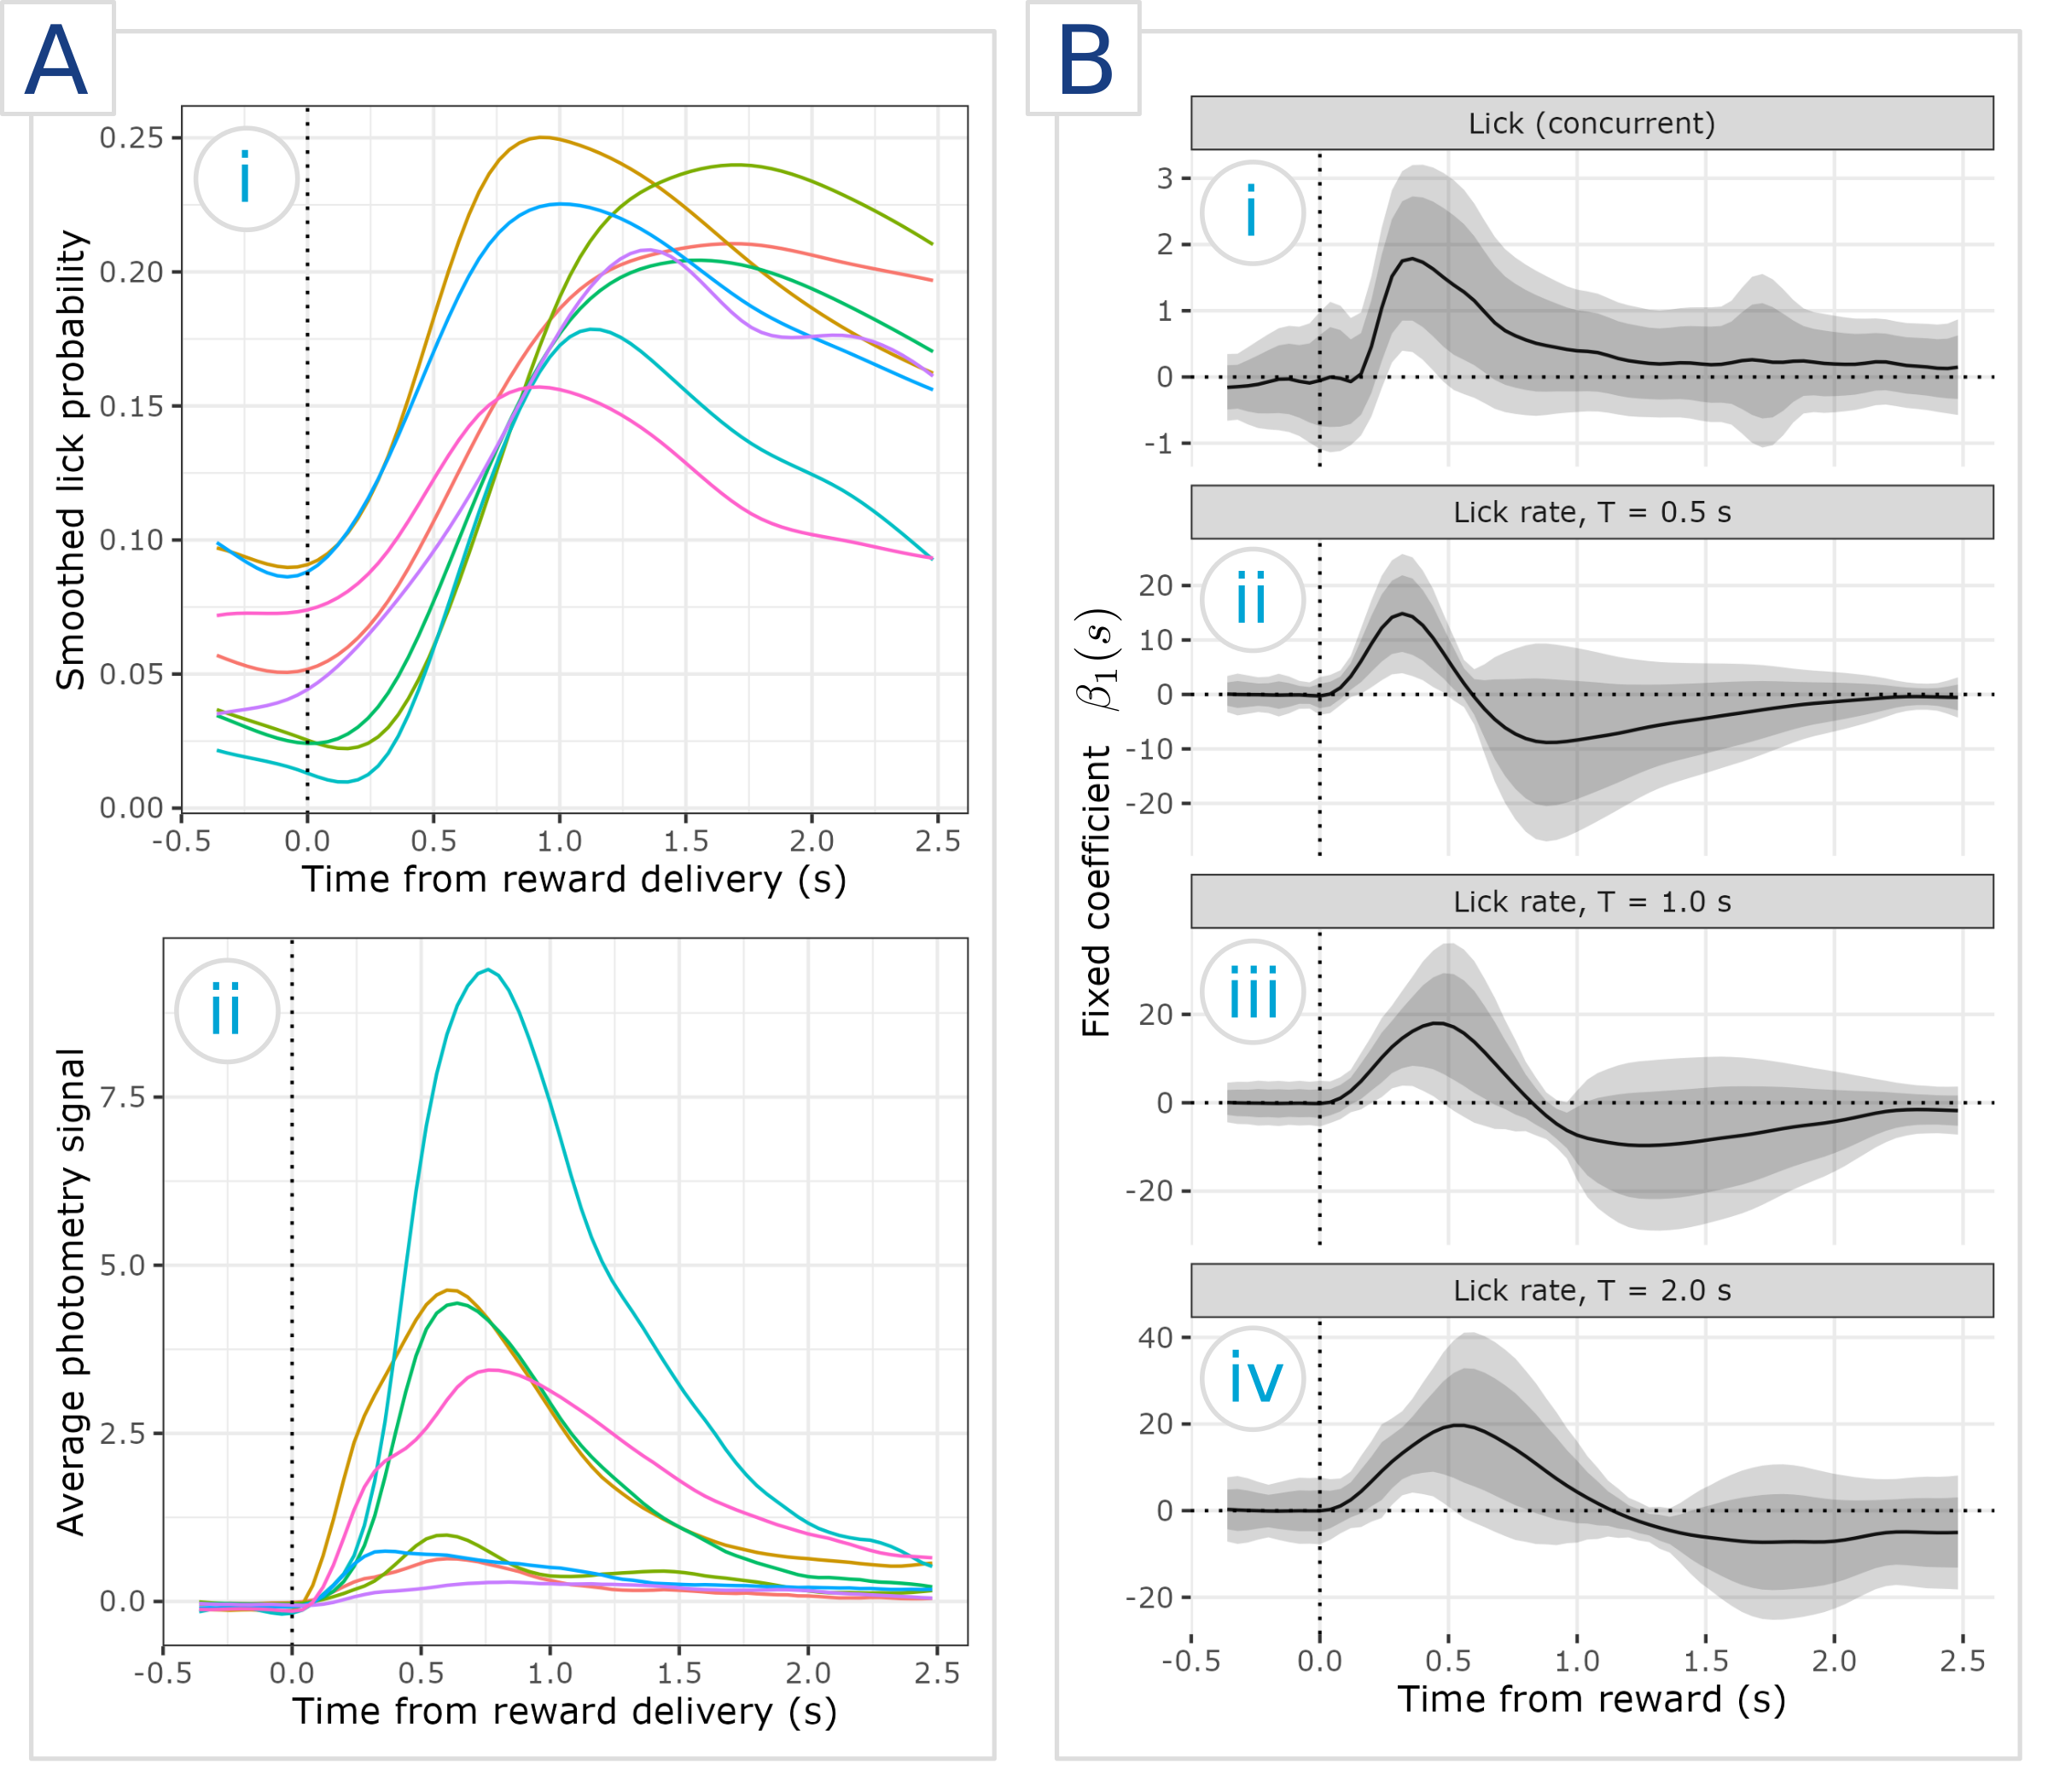 A
i
Smoothed lick probability
0.25
0.20
0.15
0.10
0.05
0.00
-0.5 0.0 0.5 1.0 1.5 2.0 2.5
Time from reward delivery (s)
ii
Average photometry signal
7.5
5.0
2.5
0.0
-0.5 0.0 0.5 1.0 1.5 2.0 2.5
Time from reward delivery (s)
B
Fixed coefficient β₁(s)
Lick (concurrent)
i
3
2
1
0
-1
Lick rate, T = 0.5 s
ii
20
10
0
-10
-20
Lick rate, T = 1.0 s
iii
20
0
-20
Lick rate, T = 2.0 s
iv
40
20
0
-20
-0.5 0.0 0.5 1.0 1.5 2.0 2.5
Time from reward (s)